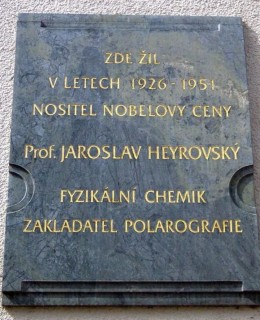 ZDE ŽIL
V LETECH 1926-1951
NOSITEL NOBELOVY CENY
Prof. JAROSLAV HEYROVSKÝ
FYZIKÁLNÍ CHEMIK
ZAKLADATEL POLAROGRAFIE